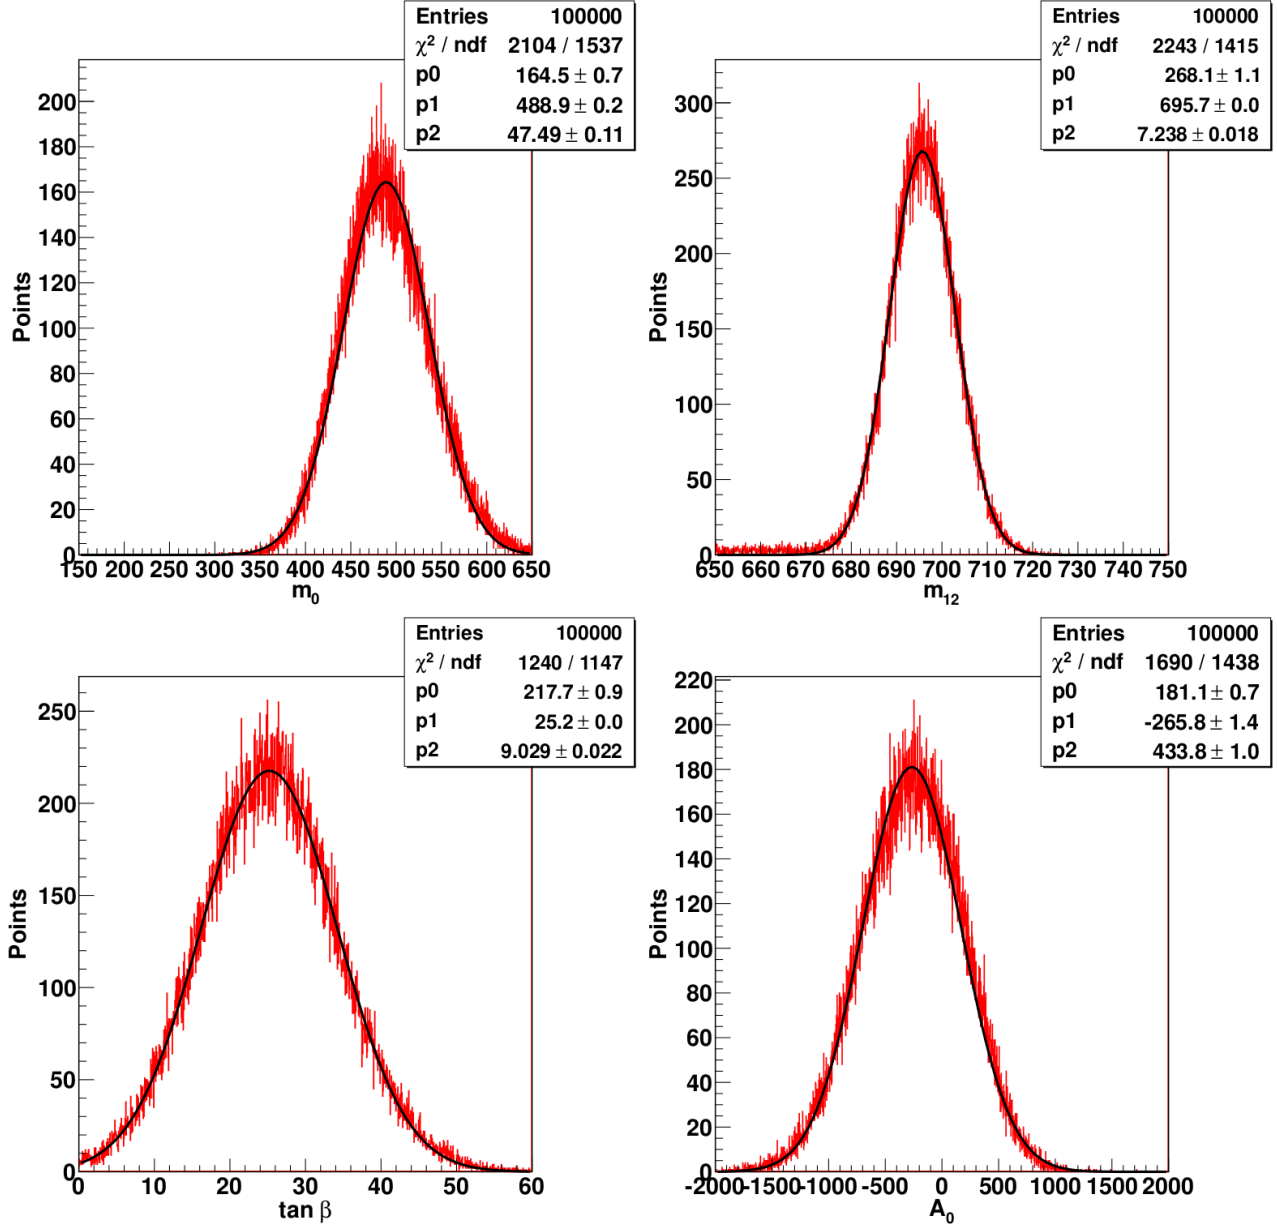 Entries 100000
χ² / ndf 2104 / 1537
p0 164.5 ± 0.7
p1 488.9 ± 0.2
p2 47.49 ± 0.11
200
180
160
140
120
100
80
60
40
20
0
Points
150 200 250 300 350 400 450 500 550 600 650
m₀
Entries 100000
χ² / ndf 2243 / 1415
p0 268.1 ± 1.1
p1 695.7 ± 0.0
p2 7.238 ± 0.018
300
250
200
150
100
50
0
Points
650 660 670 680 690 700 710 720 730 740 750
m₁₂
Entries 100000
χ² / ndf 1240 / 1147
p0 217.7 ± 0.9
p1 25.2 ± 0.0
p2 9.029 ± 0.022
250
200
150
100
50
0
Points
0 10 20 30 40 50 60
tan β
Entries 100000
χ² / ndf 1690 / 1438
p0 181.1 ± 0.7
p1 -265.8 ± 1.4
p2 433.8 ± 1.0
220
200
180
160
140
120
100
80
60
40
20
0
Points
-2000 -1500 -1000 -500 0 500 1000 1500 2000
A₀